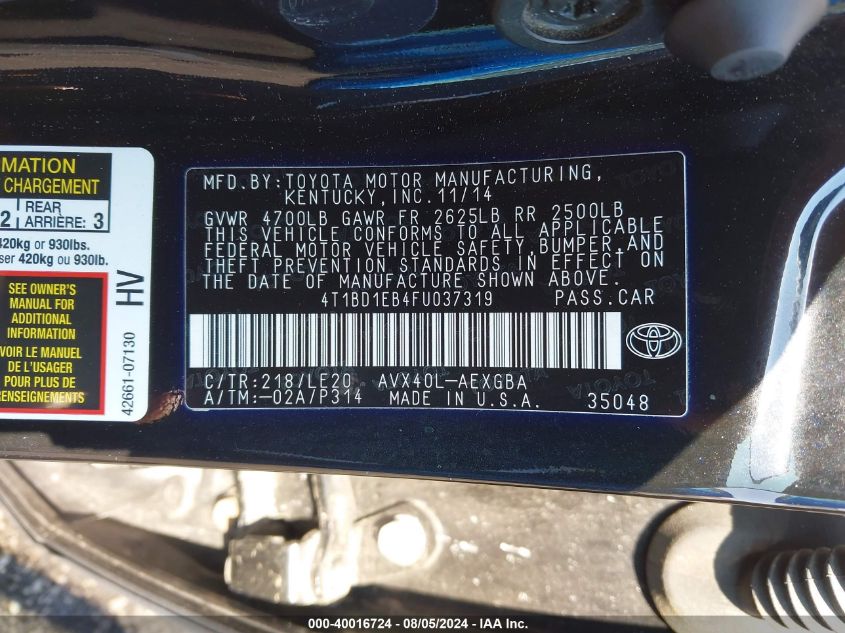 MATION
CHARGEMENT
2 REAR ARRIÈRE: 3
420kg or 930lbs.
ser 420kg ou 930lb.
SEE OWNER'S
MANUAL FOR
ADDITIONAL
INFORMATION
VOIR LE MANUEL
DE L'USAGER
POUR PLUS DE
RENSEIGNEMENTS
HV
42661-07130
MFD.BY:TOYOTA MOTOR MANUFACTURING,
KENTUCKY, INC.11/14
GVWR 4700LB GAWR FR 2625LB RR 2500LB
THIS VEHICLE CONFORMS TO ALL APPLICABLE
FEDERAL MOTOR VEHICLE SAFETY, BUMPER, AND
THEFT PREVENTION STANDARDS IN EFFECT ON
THE DATE OF MANUFACTURE SHOWN ABOVE.
4T1BD1EB4FU037319 PASS.CAR
C/TR:218/LE20 AVX40L-AEXGBA
A/TM:-02A/P314 MADE IN U.S.A. 35048
000-40016724 - 08/05/2024 - IAAI Inc.